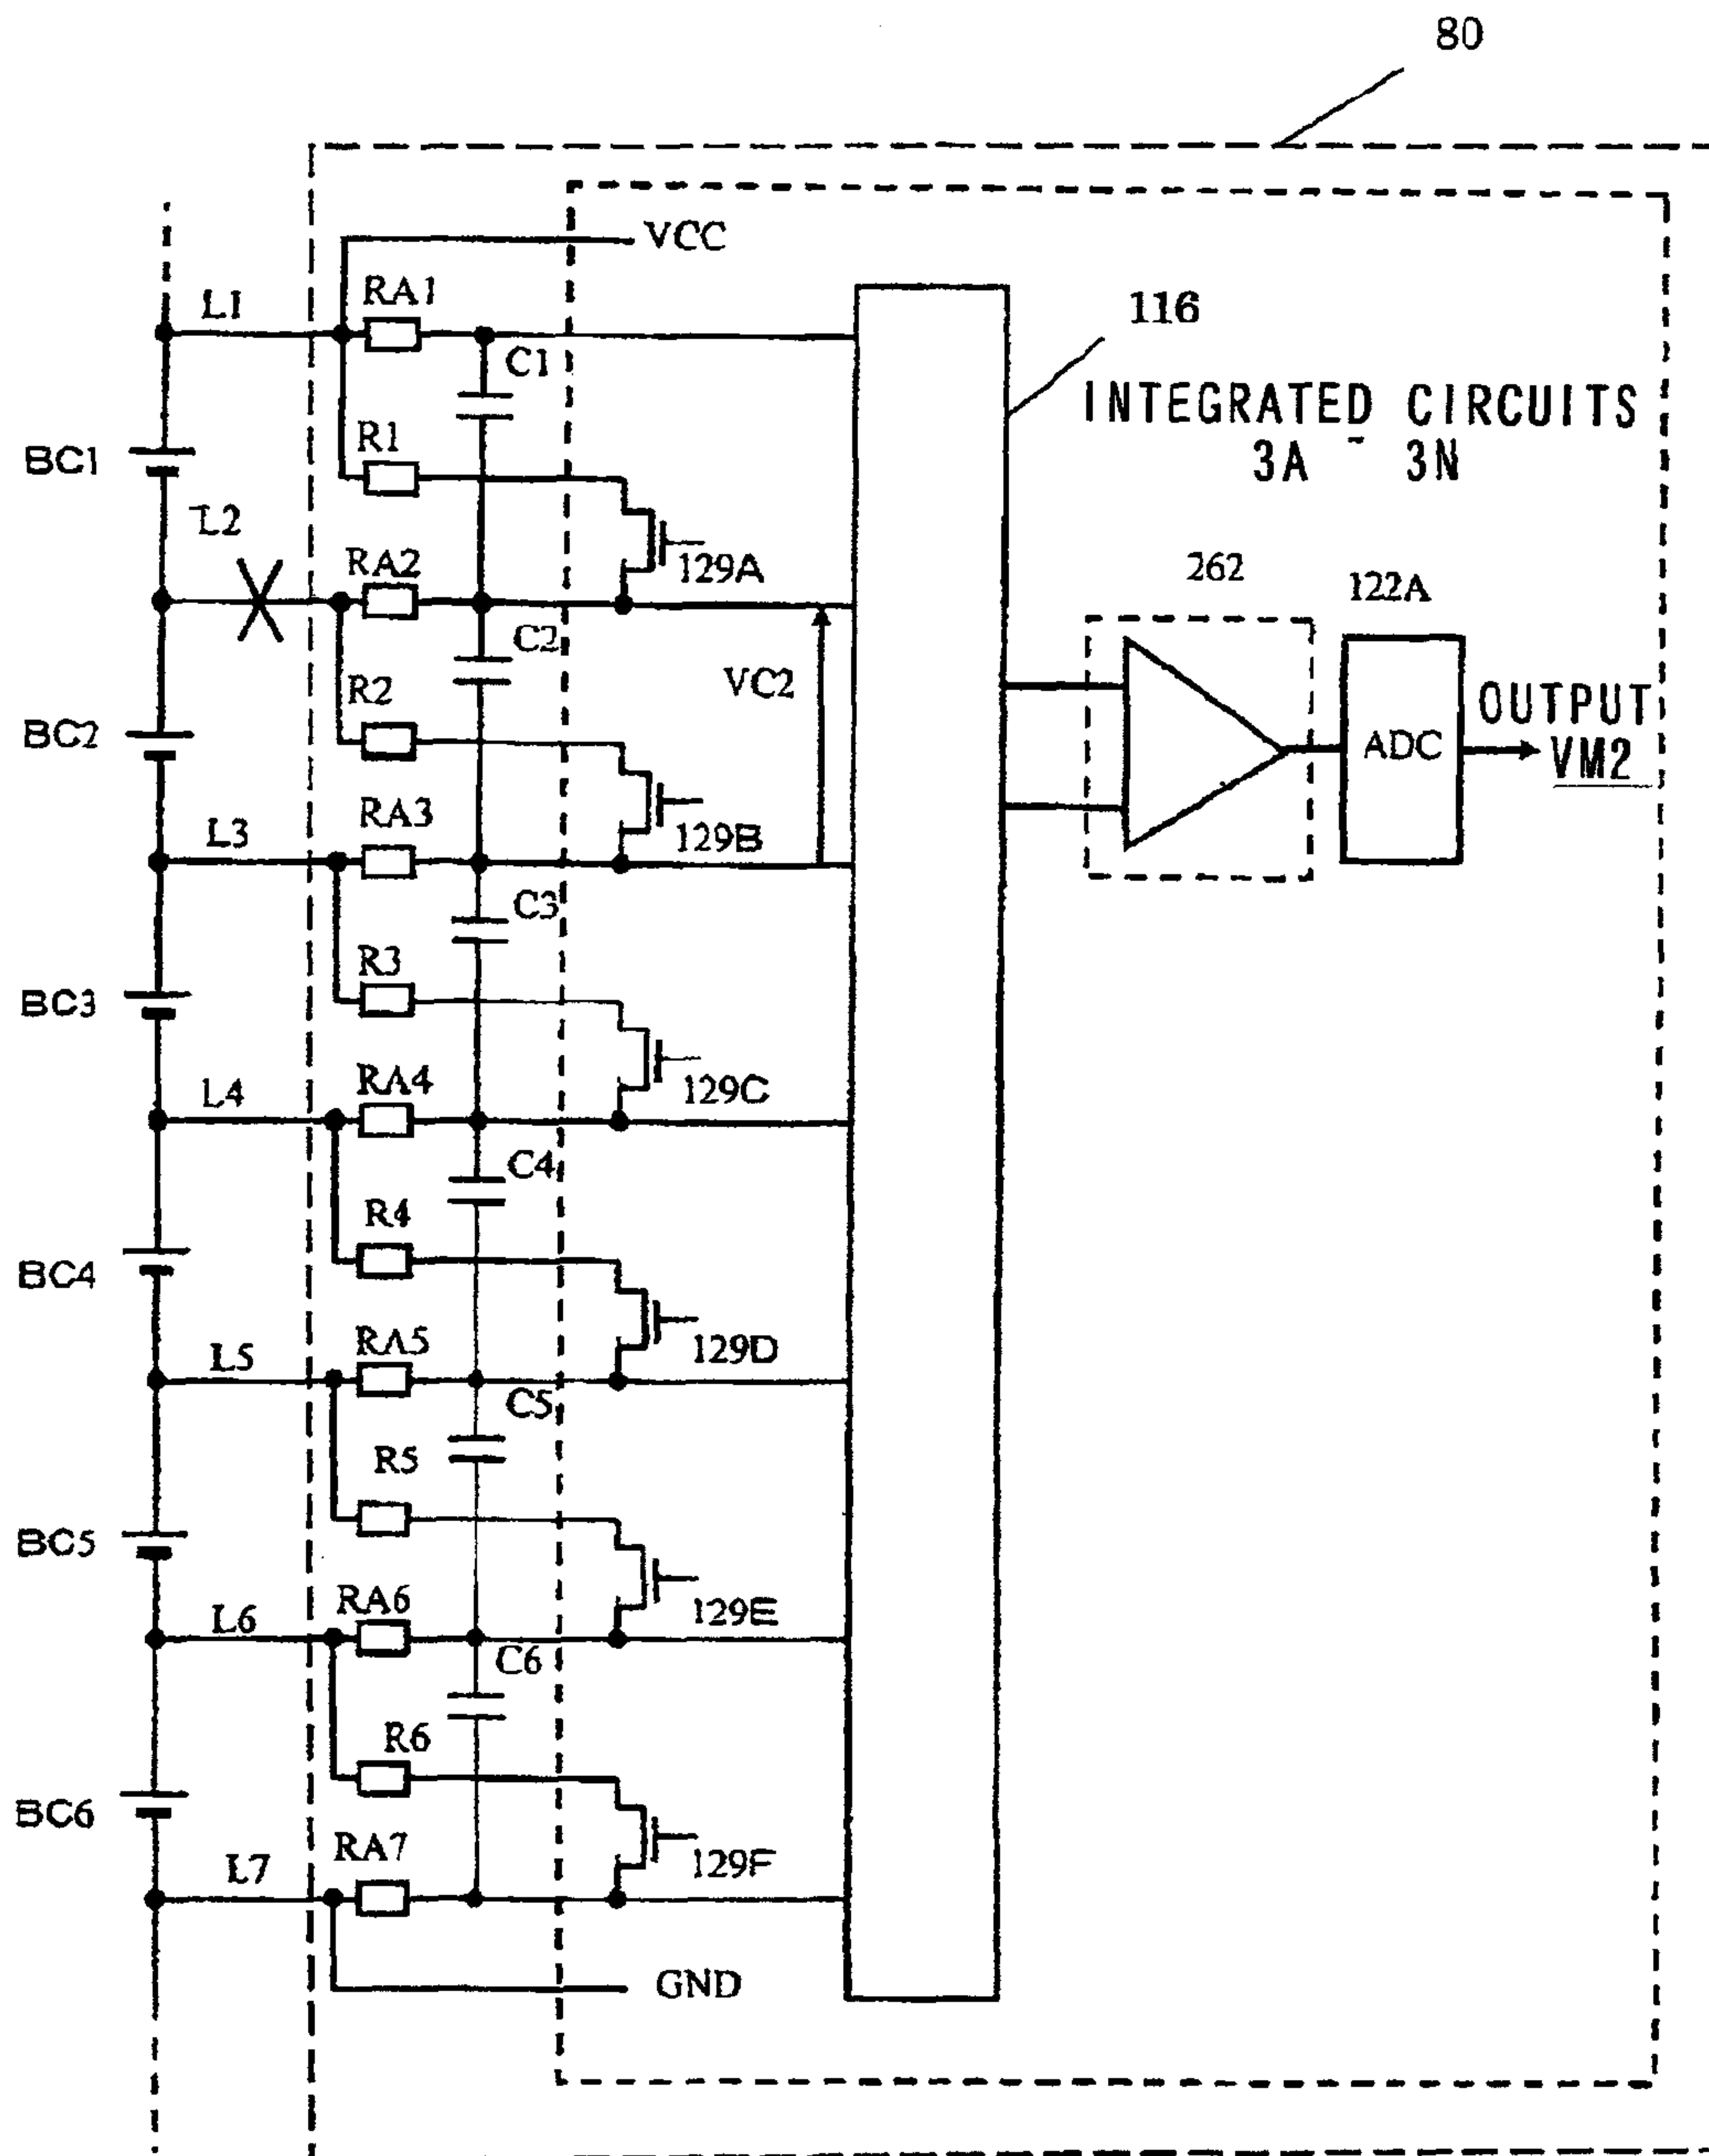 80
VCC
L1
RA1
C1
116
INTEGRATED CIRCUITS
3A - 3N
R1
BC1
L2
RA2
129A
262
122A
C2
R2
VC2
BC2
ADC
OUTPUT
VM2
L3
RA3
129B
C3
R3
BC3
L4
RA4
129C
C4
R4
BC4
L5
RA5
129D
C5
R5
BC5
L6
RA6
129E
C6
R6
BC6
L7
RA7
129F
GND